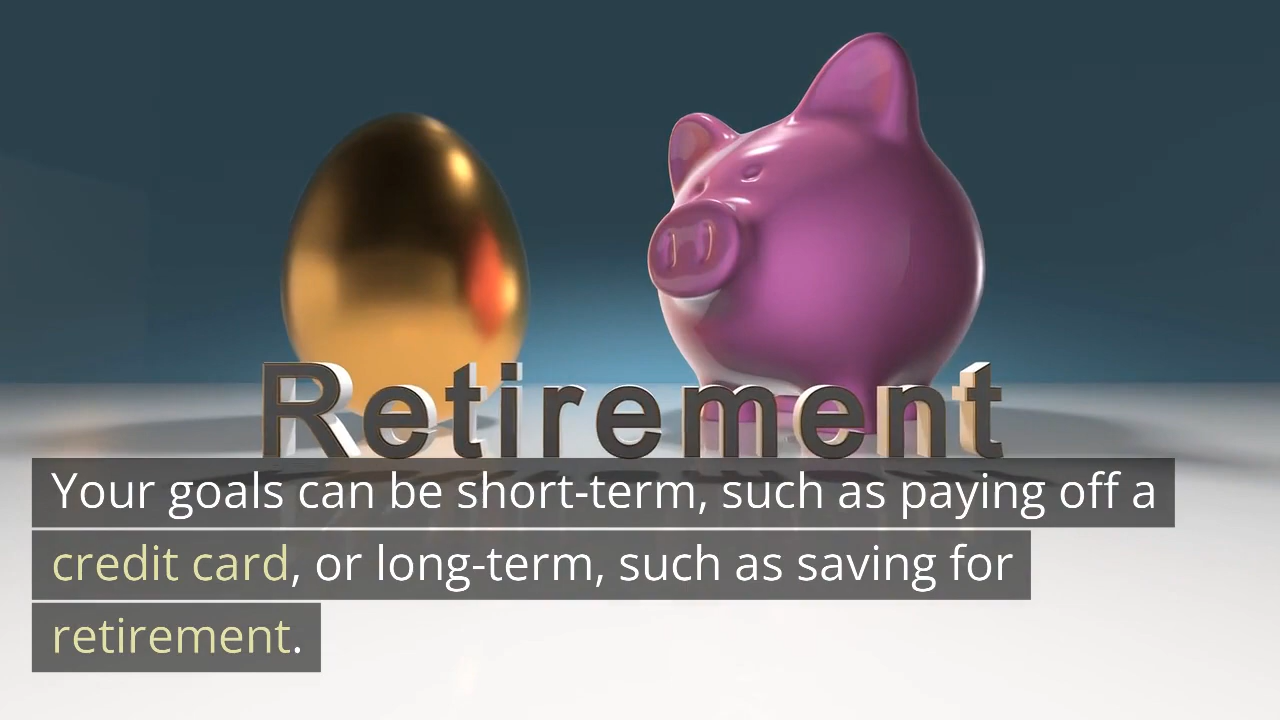 Retirement
Your goals can be short-term, such as paying off a
credit card, or long-term, such as saving for
retirement.